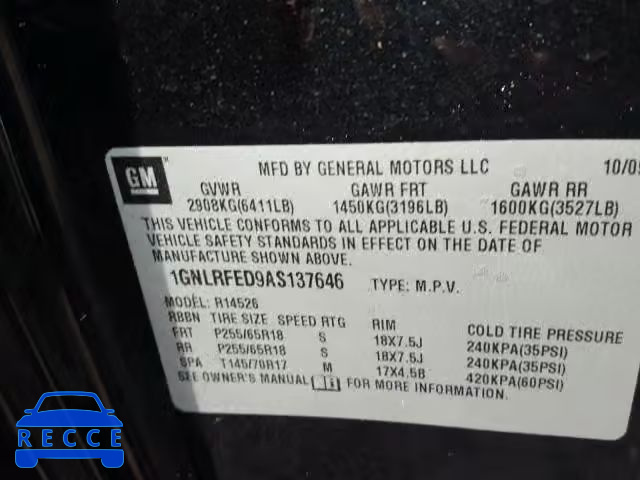 GM
MFD BY GENERAL MOTORS LLC 10/09
GVWR GAWR FRT GAWR RR
2908KG(6411LB) 1450KG(3196LB) 1600KG(3527LB)
THIS VEHICLE CONFORMS TO ALL APPLICABLE U.S. FEDERAL MOTOR
VEHICLE SAFETY STANDARDS IN EFFECT ON THE DATE OF
MANUFACTURE SHOWN ABOVE.
1GNLRFED9AS137646 TYPE: M.P.V.
MODEL: R14526
RBBN TIRE SIZE SPEED RTG RIM COLD TIRE PRESSURE
FRT P255/65R18 S 18X7.5J 240KPA(35PSI)
RR P255/65R18 S 18X7.5J 240KPA(35PSI)
SPA T145/70R17 M 17X4.5B 420KPA(60PSI)
SEE OWNER'S MANUAL FOR MORE INFORMATION.
RECCE